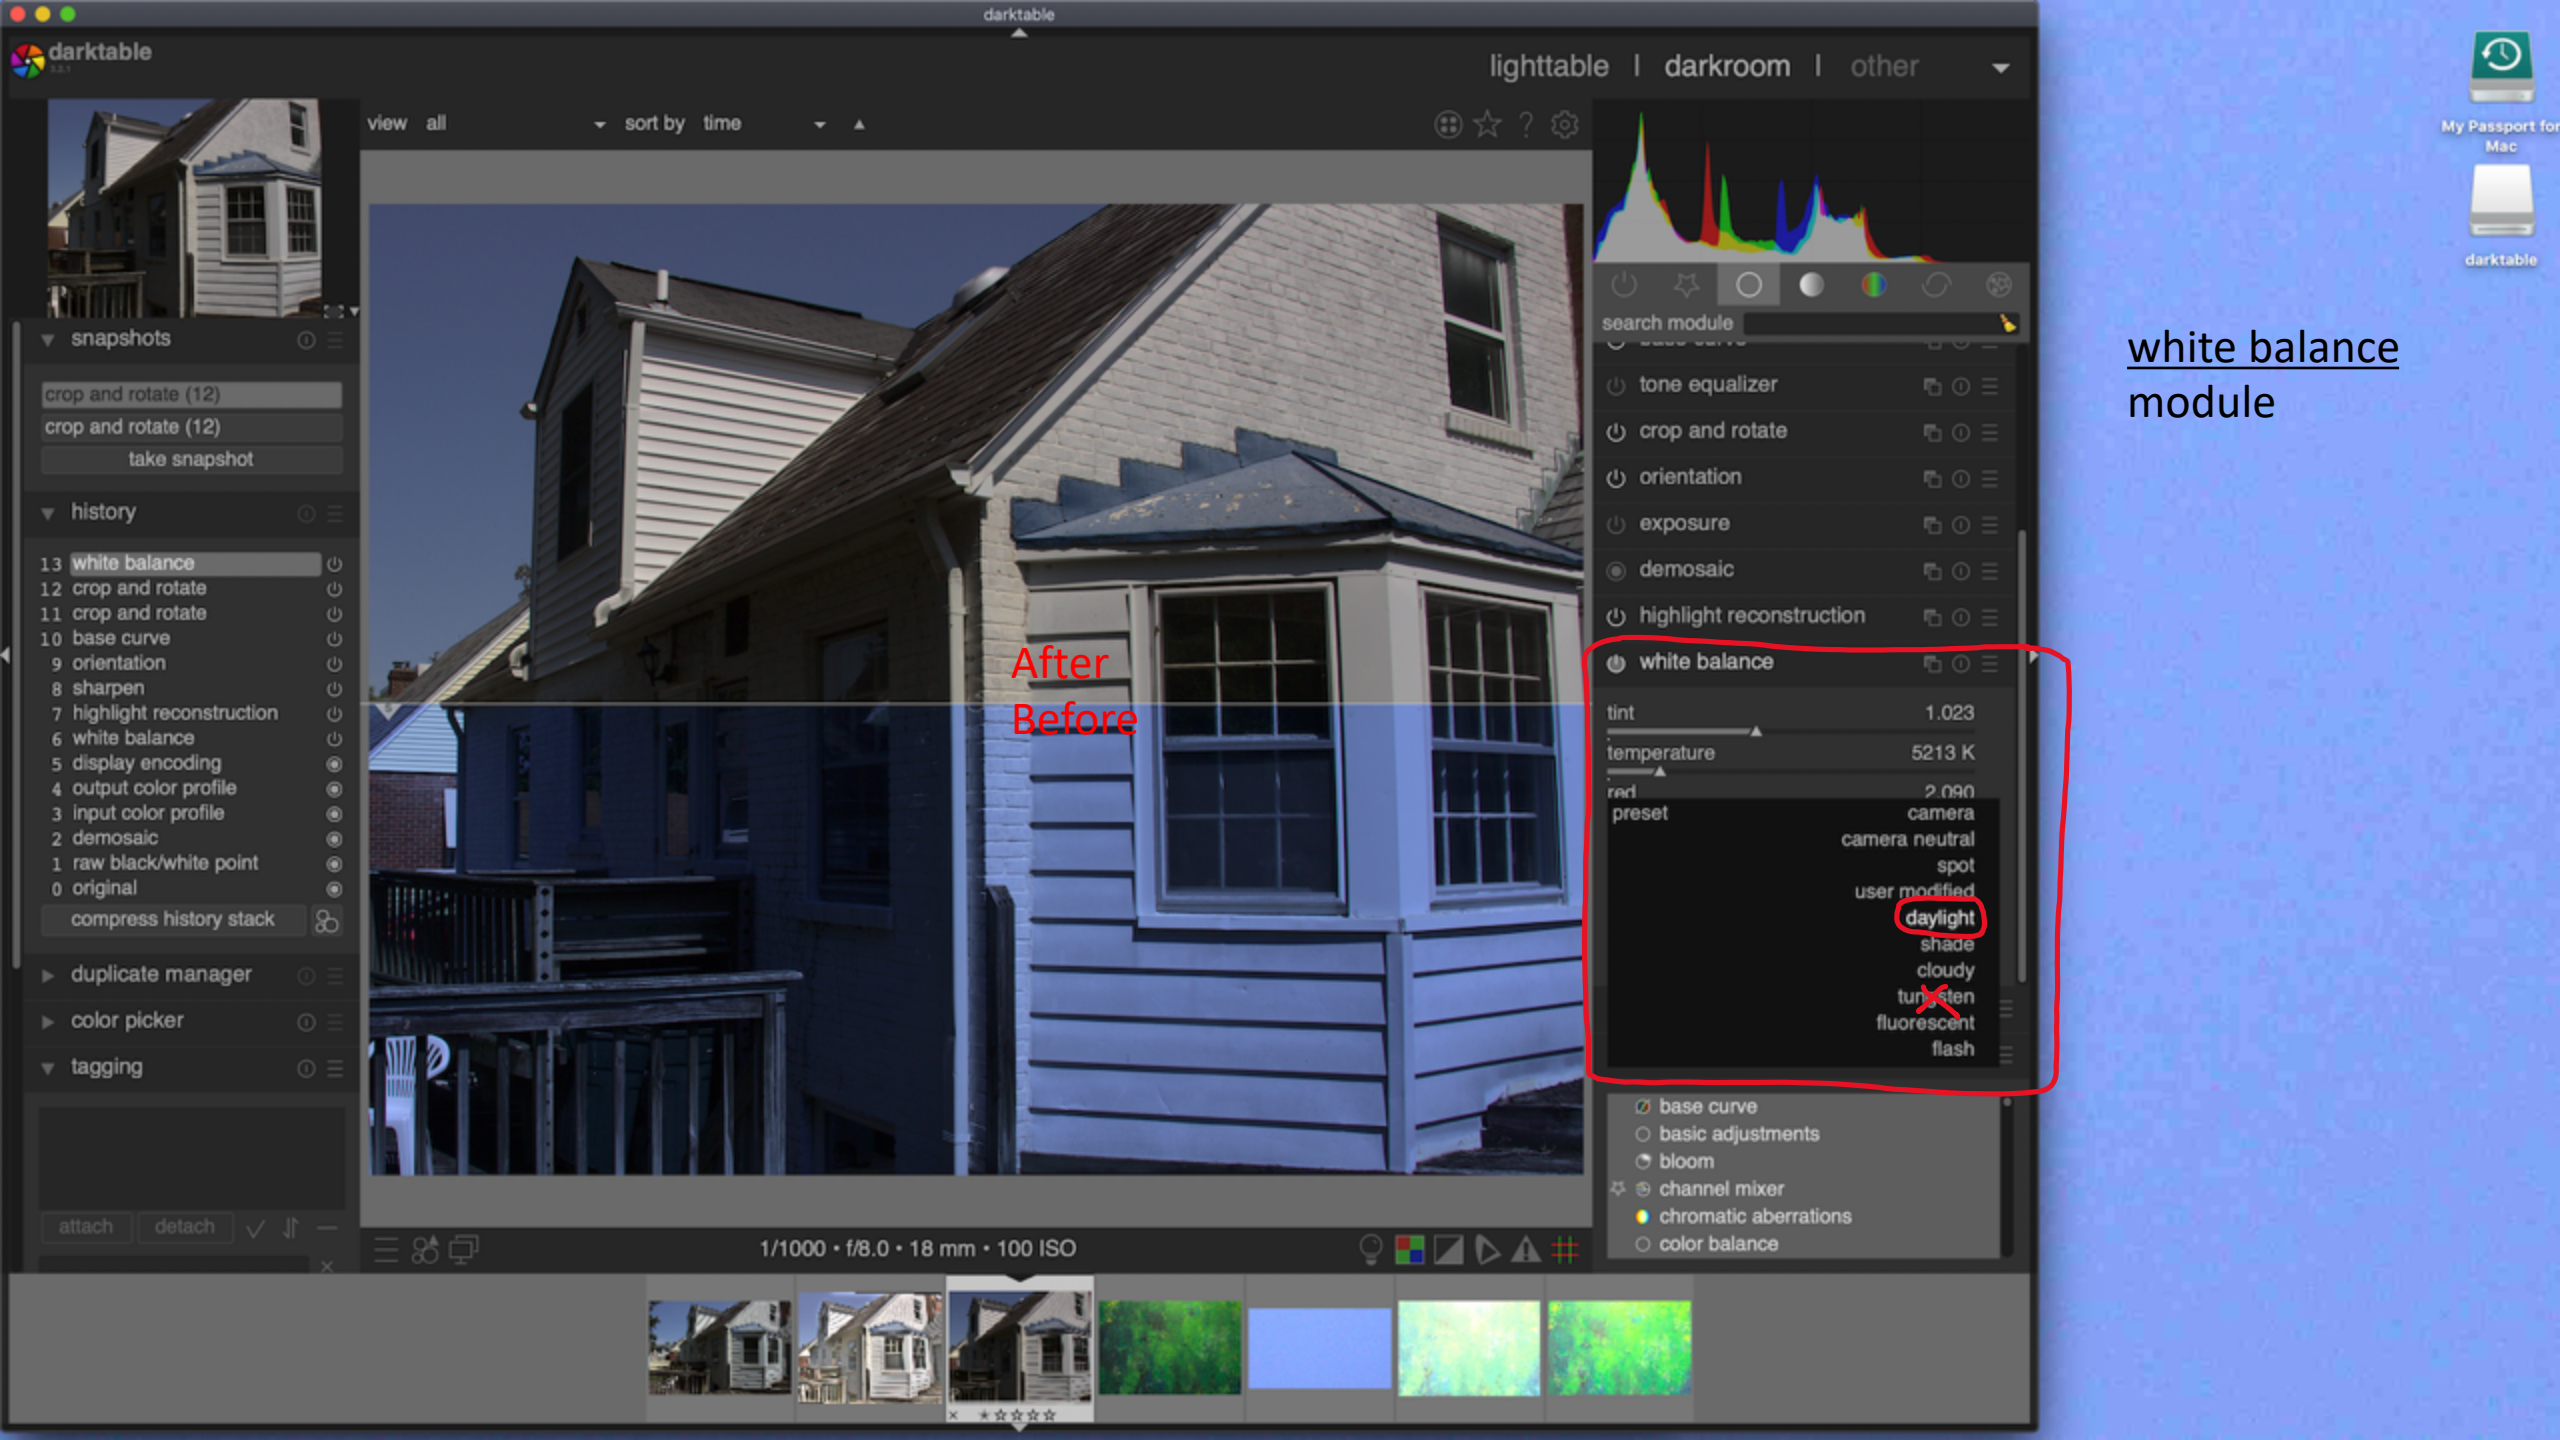 darktable
darktable
3.2.1
lighttable | darkroom | other
view all sort by time
?
snapshots
crop and rotate (12)
crop and rotate (12)
take snapshot
history
13 white balance
12 crop and rotate
11 crop and rotate
10 base curve
9 orientation
8 sharpen
7 highlight reconstruction
6 white balance
5 display encoding
4 output color profile
3 input color profile
2 demosaic
1 raw black/white point
0 original
compress history stack
duplicate manager
color picker
tagging
attach detach
After
Before
1/1000 • f/8.0 • 18 mm • 100 ISO
search module
base curve
tone equalizer
crop and rotate
orientation
exposure
demosaic
highlight reconstruction
white balance
tint 1.023
temperature 5213 K
red 2.090
preset camera
camera neutral
spot
user modified
daylight
shade
cloudy
tungsten
fluorescent
flash
base curve
basic adjustments
bloom
channel mixer
chromatic aberrations
color balance
My Passport for
Mac
darktable
white balance
module